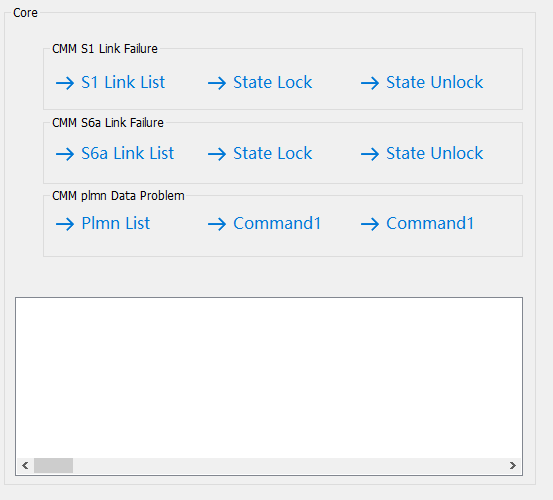 Core
CMM S1 Link Failure
S1 Link List State Lock State Unlock
CMM S6a Link Failure
S6a Link List State Lock State Unlock
CMM plmn Data Problem
Plmn List Command1 Command1